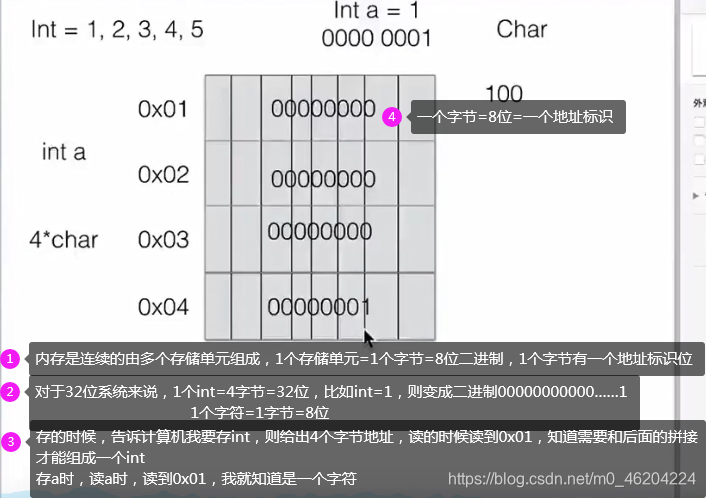 Int = 1, 2, 3, 4, 5
Int a = 1
0000 0001
Char
100
0x01
00000000
4 一个字节=8位=一个地址标识
int a
0x02
00000000
4*char
0x03
00000000
0x04
00000001
1 内存是连续的由多个存储单元组成，1个存储单元=1个字节=8位二进制，1个字节有一个地址标识位
2 对于32位系统来说，1个int=4字节=32位，比如int=1，则变成二进制00000000000......1
1个字符=1字节=8位
3 存的时候，告诉计算机我要存int，则给出4个字节地址，读的时候读到0x01，知道需要和后面的拼接
才能组成一个int
存a时，读a时，读到0x01，我就知道是一个字符
https://blog.csdn.net/m0_46204224